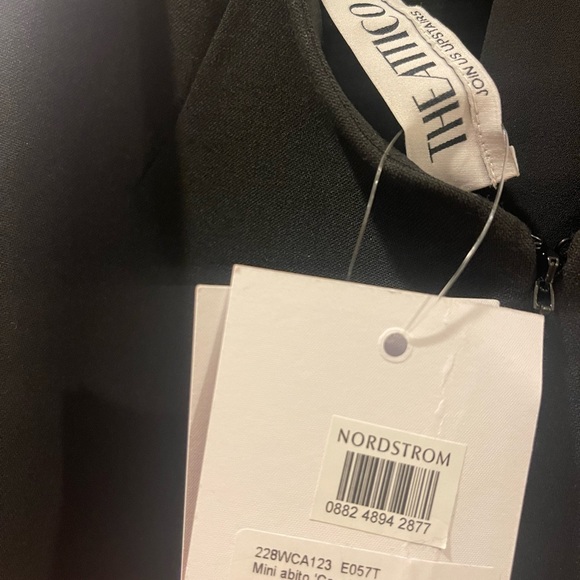 THE ATTICO
JOIN US UPSTAIRS
NORDSTROM
0882 4894 2877
228WCA123 E057T
Mini abito